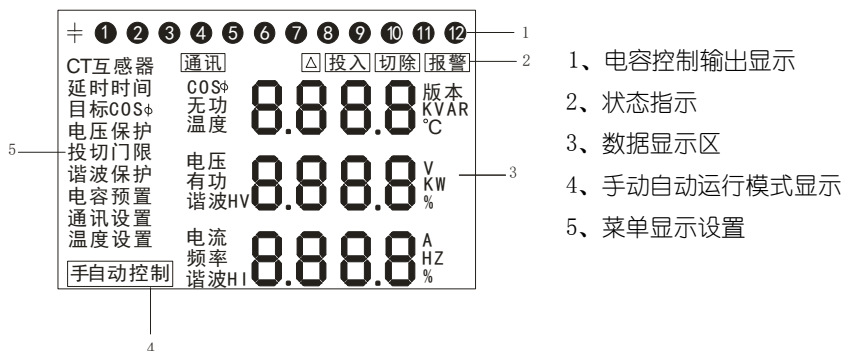 ❶ ❷ ❸ ❹ ❺ ❻ ❼ ❽ ❾ ❿ ⓫ ⓬
1
CT互感器
延时时间
目标COSφ
电压保护
投切门限
谐波保护
电容预置
通讯设置
温度设置
手自动控制
5
4
通讯 △ 投入 切除 报警
2
COSφ
无功
温度
8.8 8.8
版本
KVAR
℃
电压
有功
谐波HV
8.8 8.8
V
KW
%
3
电流
频率
谐波HI
8.8 8.8
A
HZ
%
1、电容控制输出显示
2、状态指示
3、数据显示区
4、手动自动运行模式显示
5、菜单显示设置